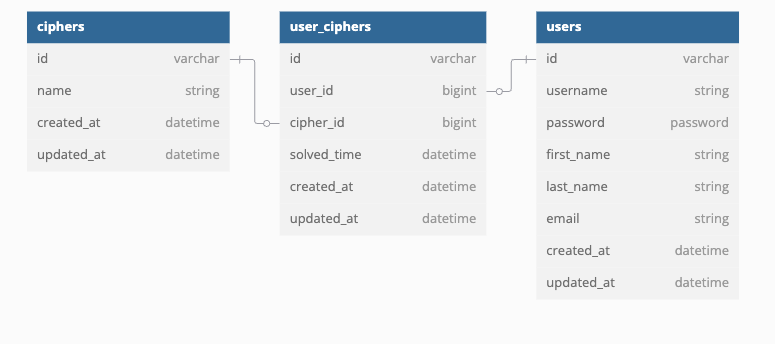 ciphers
id varchar
name string
created_at datetime
updated_at datetime
user_ciphers
id varchar
user_id bigint
cipher_id bigint
solved_time datetime
created_at datetime
updated_at datetime
users
id varchar
username string
password password
first_name string
last_name string
email string
created_at datetime
updated_at datetime